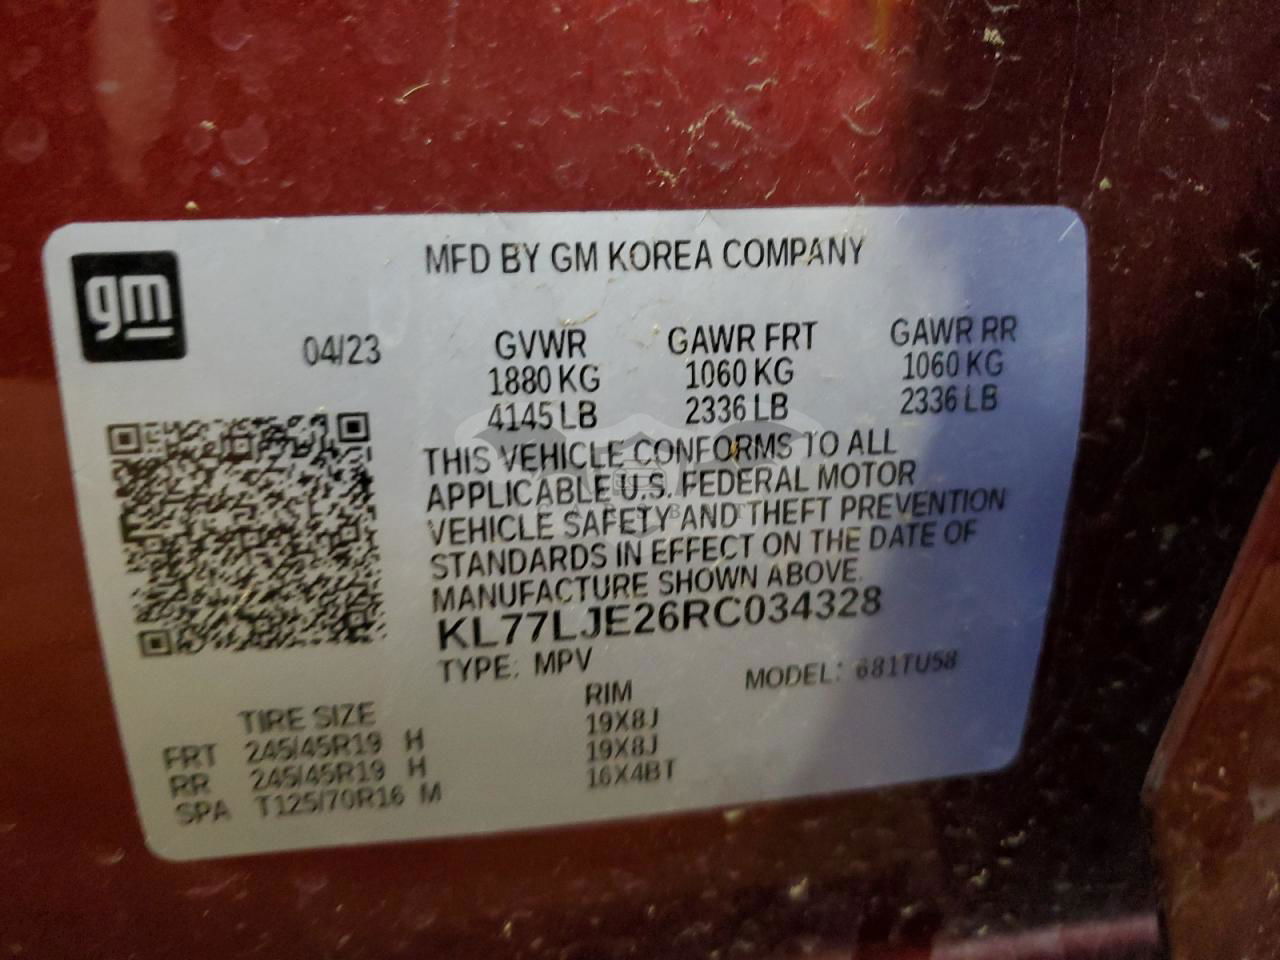 gm
MFD BY GM KOREA COMPANY
04/23 GVWR GAWR FRT GAWR RR
1880 KG 1060 KG 1060 KG
4145 LB 2336 LB 2336 LB
THIS VEHICLE CONFORMS TO ALL
APPLICABLE U.S. FEDERAL MOTOR
VEHICLE SAFETY AND THEFT PREVENTION
STANDARDS IN EFFECT ON THE DATE OF
MANUFACTURE SHOWN ABOVE.
KL77LJE26RC034328
TYPE: MPV MODEL: 681TU58
TIRE SIZE RIM
FRT 245/45R19 H 19X8J
RR 245/45R19 H 19X8J
SPA T125/70R16 M 16X4BT